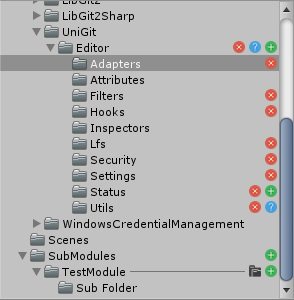 LibGit2
LibGit2Sharp
UniGit
Editor
Adapters
Attributes
Filters
Hooks
Inspectors
Lfs
Security
Settings
Status
Utils
WindowsCredentialManagement
Scenes
SubModules
TestModule
Sub Folder